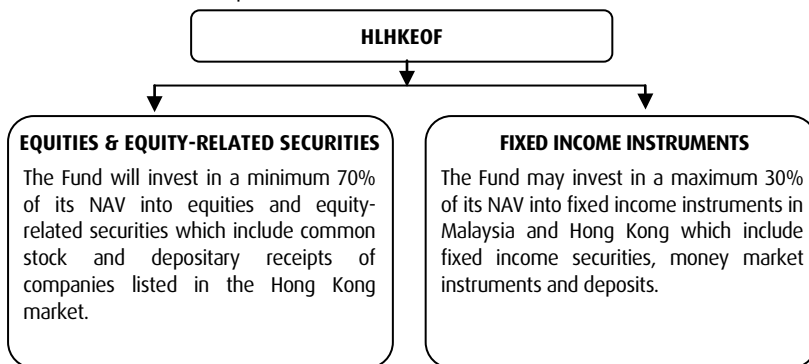 HLHKEOF
EQUITIES & EQUITY-RELATED SECURITIES
The Fund will invest in a minimum 70%
of its NAV into equities and equity-
related securities which include common
stock and depositary receipts of
companies listed in the Hong Kong
market.
FIXED INCOME INSTRUMENTS
The Fund may invest in a maximum 30%
of its NAV into fixed income instruments in
Malaysia and Hong Kong which include
fixed income securities, money market
instruments and deposits.